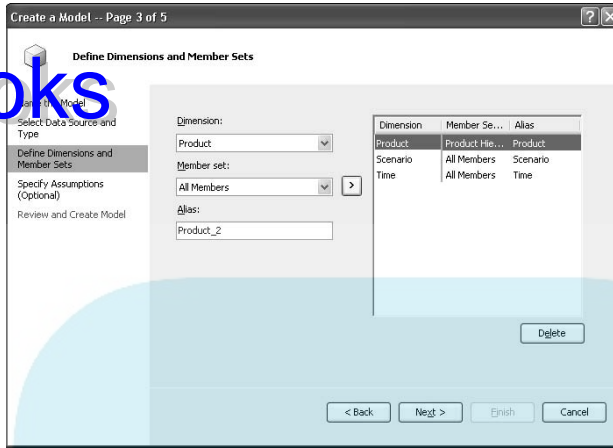 Create a Model -- Page 3 of 5
Define Dimensions and Member Sets
oks
the Model
Select Data Source and
Type
Define Dimensions and
Member Sets
Specify Assumptions
(Optional)
Review and Create Model
Dimension:
Product
Member set:
All Members
>
Alias:
Product_2
Dimension Member Se... Alias
Product Product Hie... Product
Scenario All Members Scenario
Time All Members Time
Delete
< Back Next > Finish Cancel